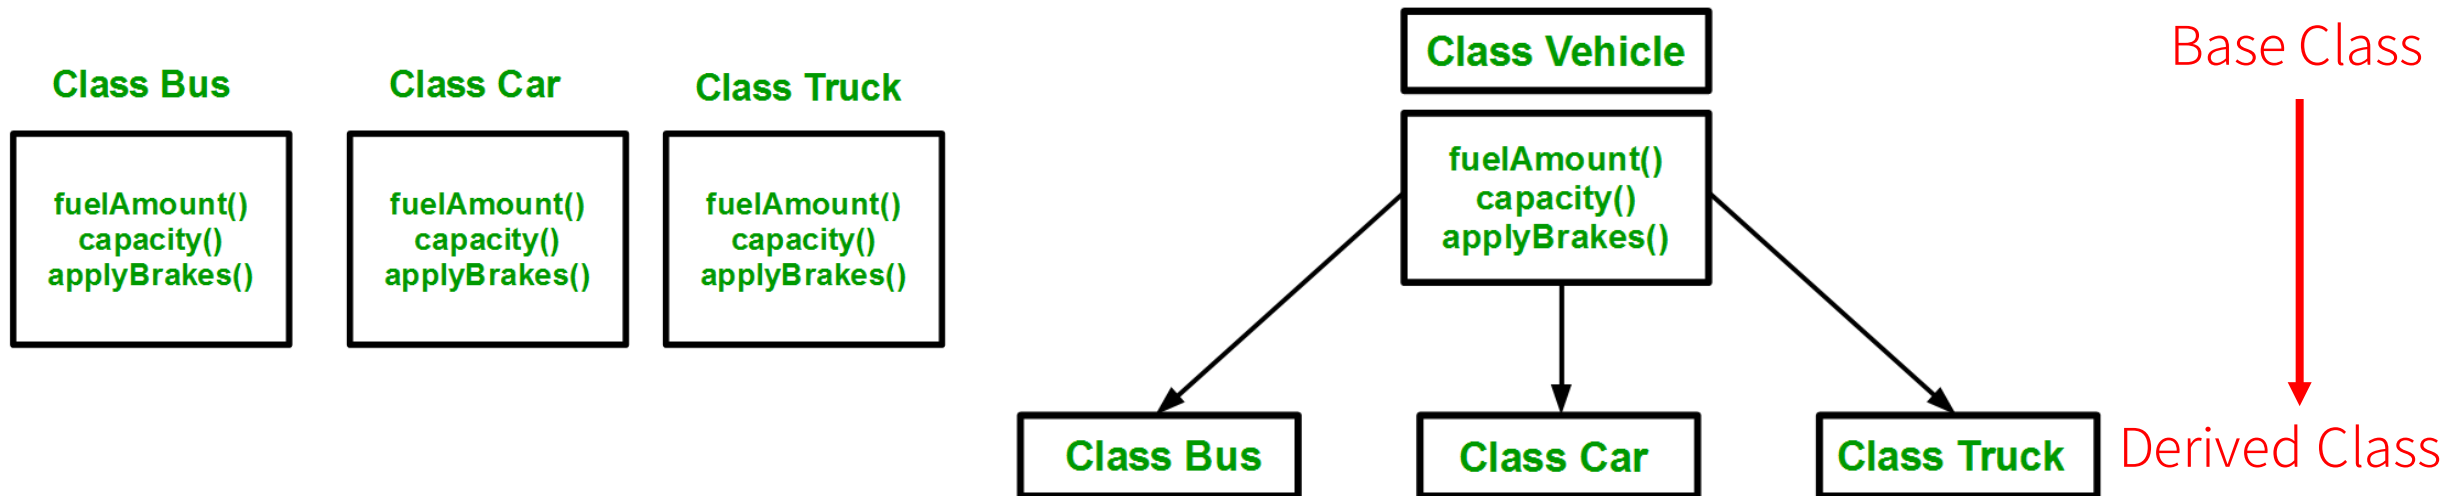 Class Bus
fuelAmount()
capacity()
applyBrakes()
Class Car
fuelAmount()
capacity()
applyBrakes()
Class Truck
fuelAmount()
capacity()
applyBrakes()
Class Vehicle
fuelAmount()
capacity()
applyBrakes()
Class Bus
Class Car
Class Truck
Base Class
Derived Class